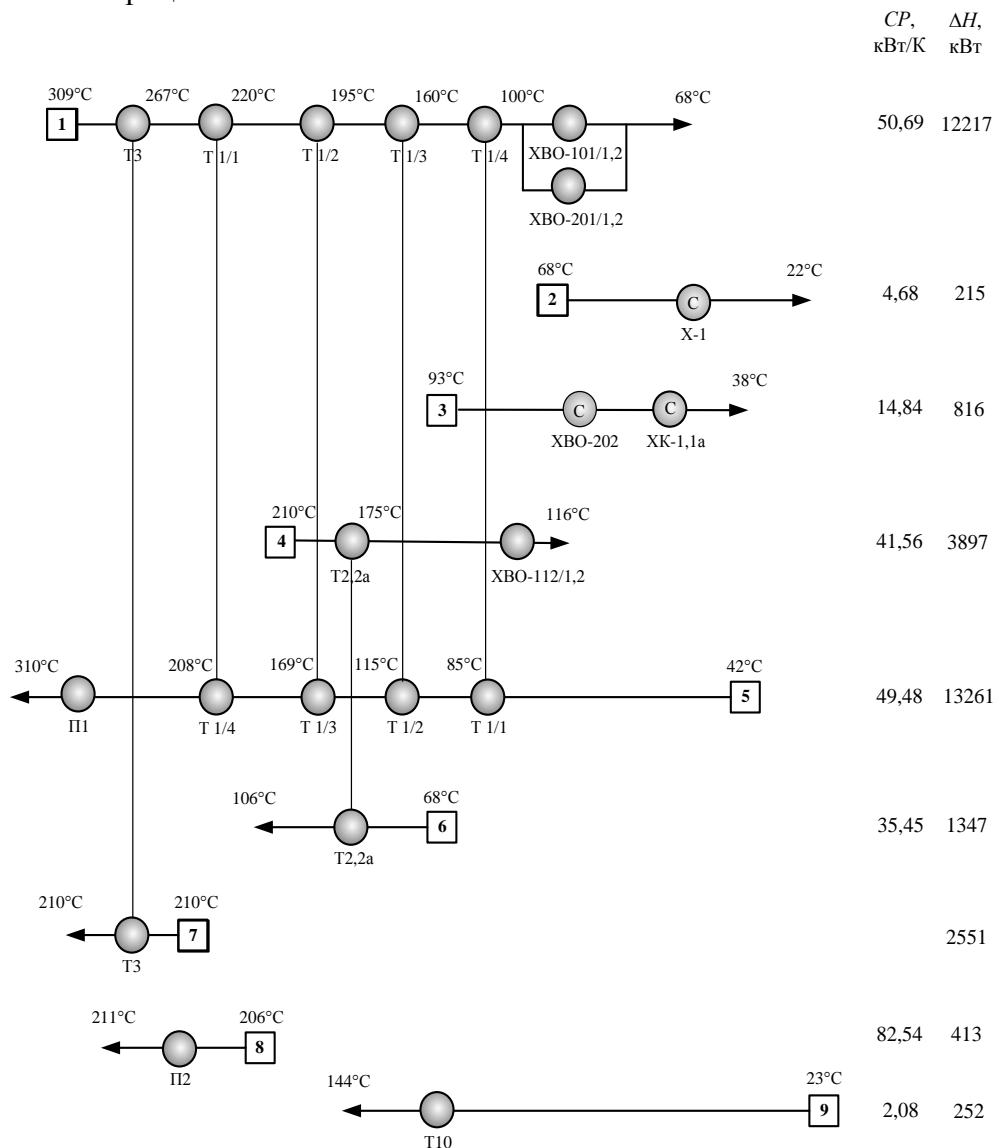 CP, ΔH,
кВт/К кВт
309°C 267°C 220°C 195°C 160°C 100°C 68°C
1 50,69 12217
Т3 Т 1/1 Т 1/2 Т 1/3 Т 1/4 ХВО-101/1,2
ХВО-201/1,2
68°C 22°C
2 С 4,68 215
Х-1
93°C 38°C
3 С С 14,84 816
ХВО-202 ХК-1,1а
210°C 175°C 116°C
4 41,56 3897
Т2,2а ХВО-112/1,2
310°C 208°C 169°C 115°C 85°C 42°C
5 49,48 13261
П1 Т 1/4 Т 1/3 Т 1/2 Т 1/1
106°C 68°C
6 35,45 1347
Т2,2а
210°C 210°C
7 2551
Т3
211°C 206°C
8 82,54 413
П2
144°C 23°C
9 2,08 252
Т10